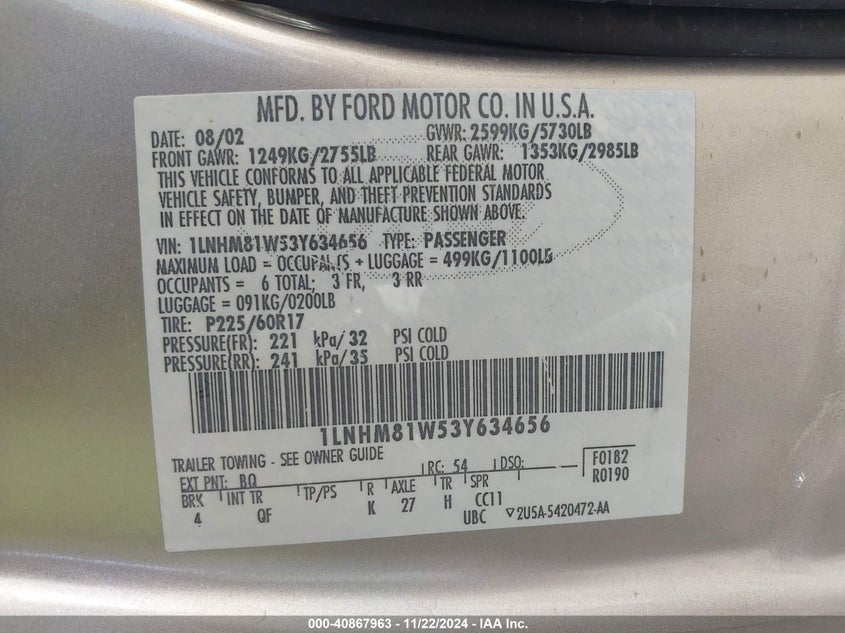 MFD. BY FORD MOTOR CO. IN U.S.A.
DATE: 08/02 GVWR: 2599KG/5730LB
FRONT GAWR: 1249KG/2755LB REAR GAWR: 1353KG/2985LB
THIS VEHICLE CONFORMS TO ALL APPLICABLE FEDERAL MOTOR
VEHICLE SAFETY, BUMPER, AND THEFT PREVENTION STANDARDS
IN EFFECT ON THE DATE OF MANUFACTURE SHOWN ABOVE.
VIN: 1LNHM81W53Y634656 TYPE: PASSENGER
MAXIMUM LOAD = OCCUPANTS + LUGGAGE = 499KG/1100LB
OCCUPANTS = 6 TOTAL; 3 FR, 3 RR
LUGGAGE = 091KG/0200LB
TIRE: P225/60R17
PRESSURE(FR): 221 kPa/32 PSI COLD
PRESSURE(RR): 241 kPa/35 PSI COLD
1LNHM81W53Y634656
TRAILER TOWING - SEE OWNER GUIDE
EXT PNT: BQ RC: 54 DSO: F0182
R0190
BRK INT TR TP/PS R AXLE TR SPR
4 QF K 27 H CC11
UBC ▽2U5A-5420472-AA
000-40867963 - 11/22/2024 - IAA Inc.